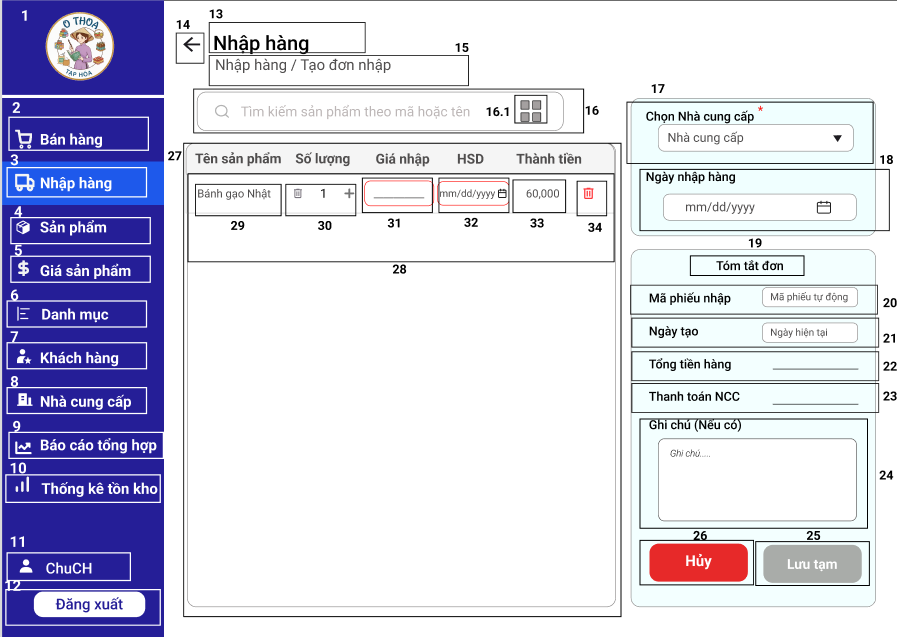 1
O THOA
TẠP HÓA
2
Bán hàng
3
Nhập hàng
4
Sản phẩm
5
Giá sản phẩm
6
Danh mục
7
Khách hàng
8
Nhà cung cấp
9
Báo cáo tổng hợp
10
Thống kê tồn kho
11
ChuCH
12
Đăng xuất
13
14
Nhập hàng
15
Nhập hàng / Tạo đơn nhập
Tìm kiếm sản phẩm theo mã hoặc tên 16.1 16
27 Tên sản phẩm Số lượng Giá nhập HSD Thành tiền
Bánh gạo Nhật 1 + mm/dd/yyyy 60,000
29 30 31 32 33 34
28
17
Chọn Nhà cung cấp *
Nhà cung cấp
18
Ngày nhập hàng
mm/dd/yyyy
19
Tóm tắt đơn
Mã phiếu nhập Mã phiếu tự động 20
Ngày tạo Ngày hiện tại 21
Tổng tiền hàng 22
Thanh toán NCC 23
Ghi chú (Nếu có)
Ghi chú.....
24
26 25
Hủy Lưu tạm